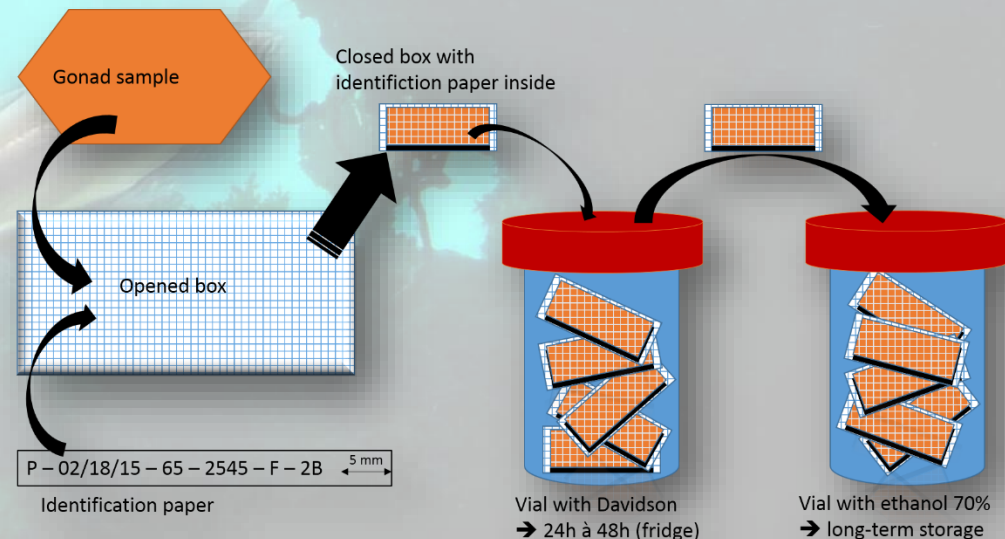 Gonad sample
Closed box with
identifiction paper inside
Opened box
P – 02/18/15 – 65 – 2545 – F – 2B
5 mm
Identification paper
Vial with Davidson
➔ 24h à 48h (fridge)
Vial with ethanol 70%
➔ long-term storage